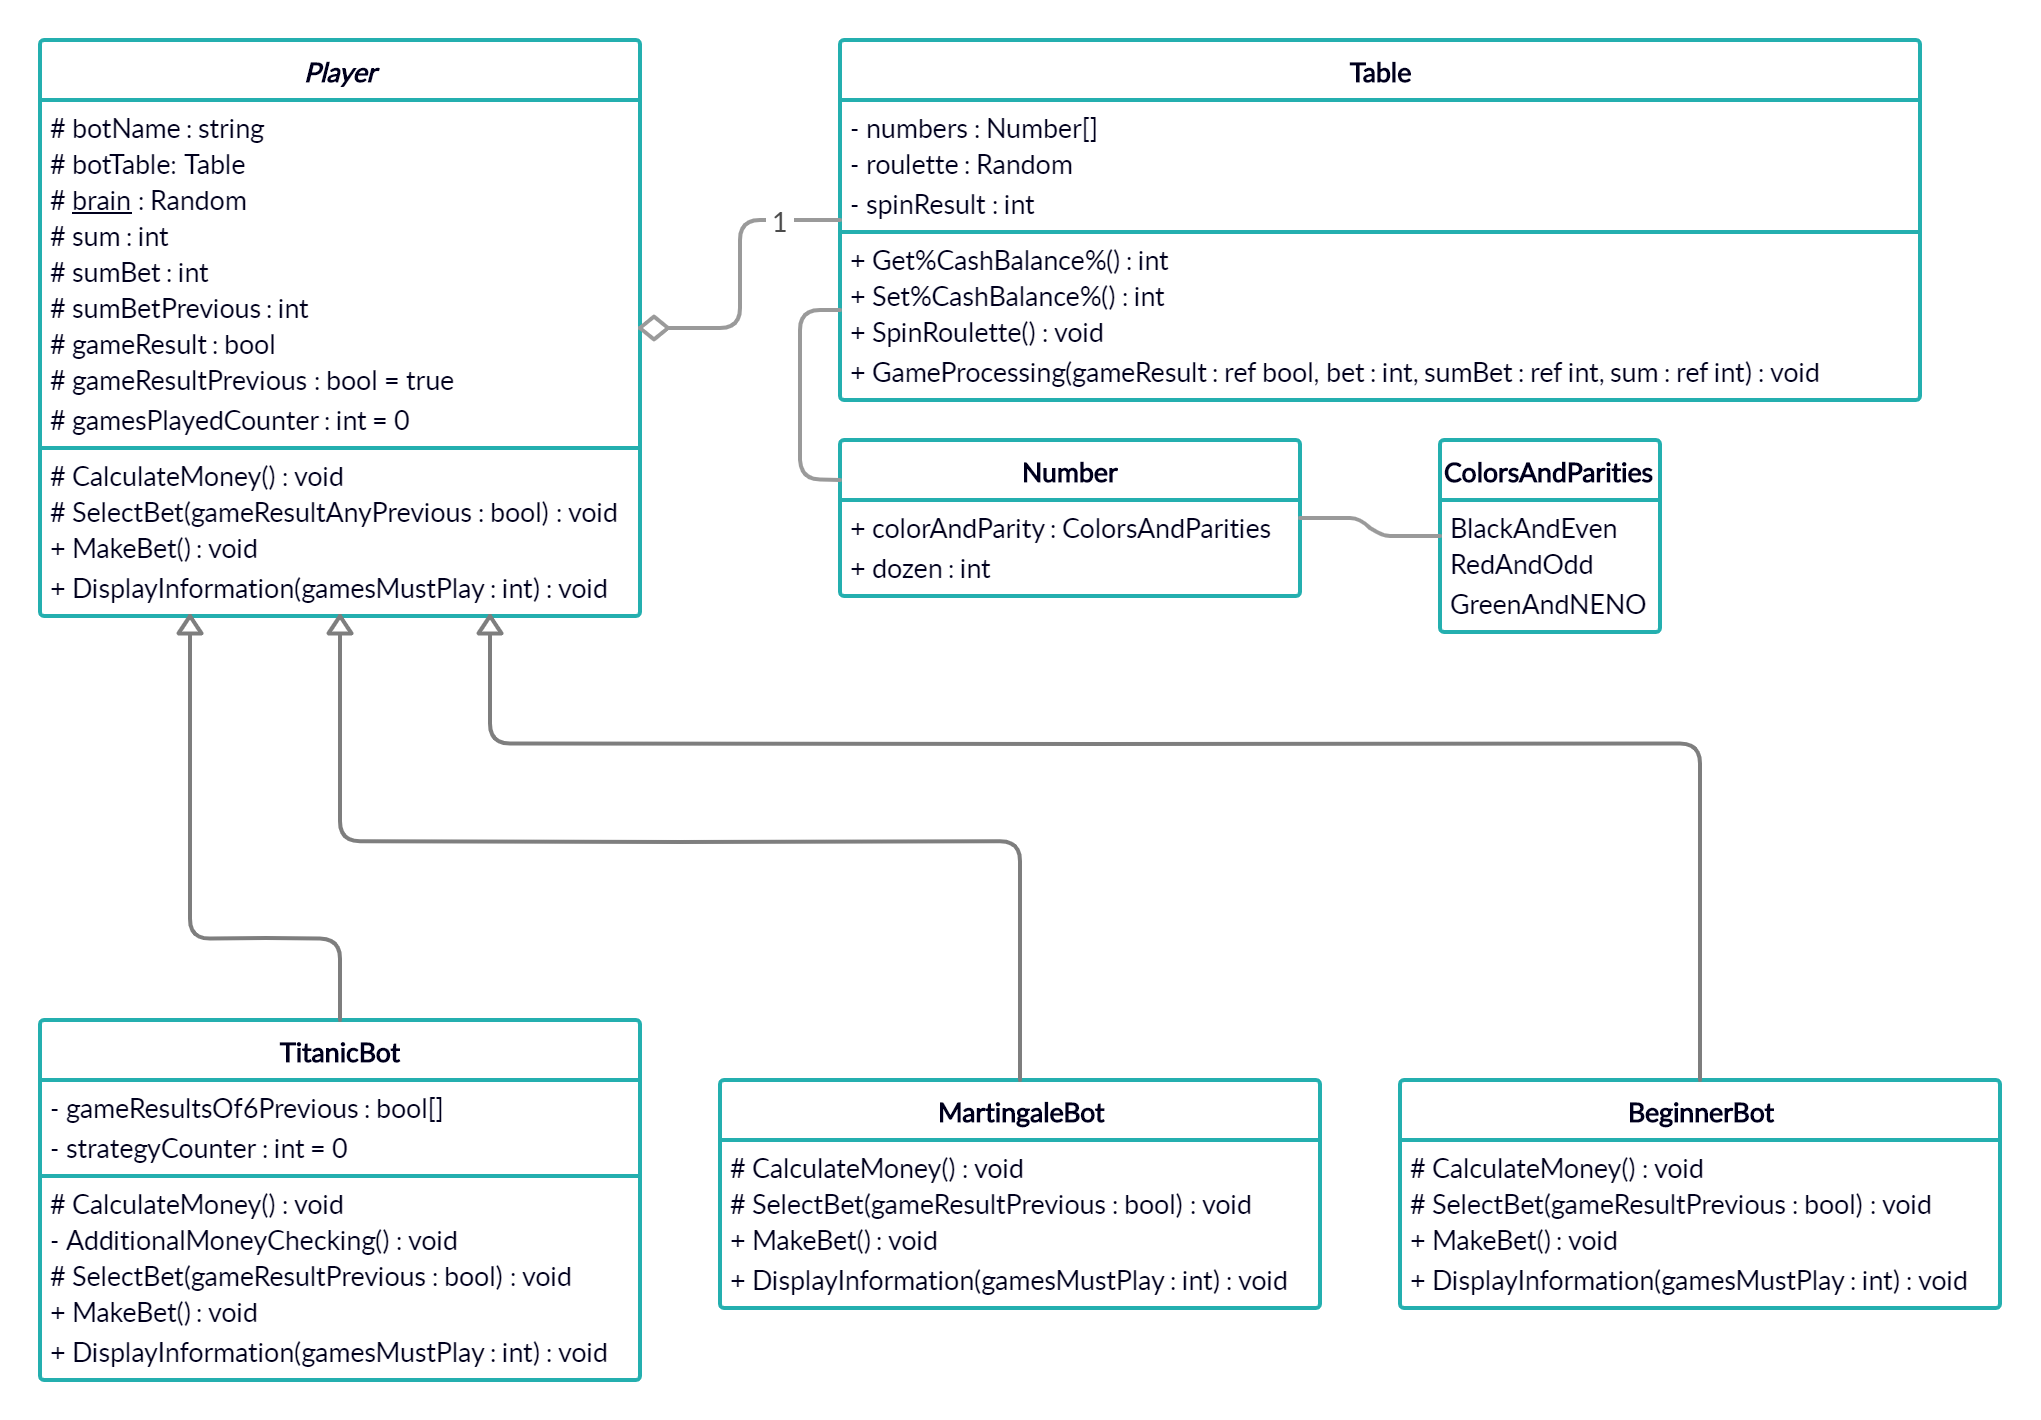 Player
# botName : string
# botTable: Table
# brain : Random
# sum : int
# sumBet : int
# sumBetPrevious : int
# gameResult : bool
# gameResultPrevious : bool = true
# gamesPlayedCounter : int = 0
# CalculateMoney() : void
# SelectBet(gameResultAnyPrevious : bool) : void
+ MakeBet() : void
+ DisplayInformation(gamesMustPlay : int) : void
1
Table
- numbers : Number[]
- roulette : Random
- spinResult : int
+ Get%CashBalance%() : int
+ Set%CashBalance%() : int
+ SpinRoulette() : void
+ GameProcessing(gameResult : ref bool, bet : int, sumBet : ref int, sum : ref int) : void
Number
+ colorAndParity : ColorsAndParities
+ dozen : int
ColorsAndParities
BlackAndEven
RedAndOdd
GreenAndNENO
TitanicBot
- gameResultsOf6Previous : bool[]
- strategyCounter : int = 0
# CalculateMoney() : void
- AdditionalMoneyChecking() : void
# SelectBet(gameResultPrevious : bool) : void
+ MakeBet() : void
+ DisplayInformation(gamesMustPlay : int) : void
MartingaleBot
# CalculateMoney() : void
# SelectBet(gameResultPrevious : bool) : void
+ MakeBet() : void
+ DisplayInformation(gamesMustPlay : int) : void
BeginnerBot
# CalculateMoney() : void
# SelectBet(gameResultPrevious : bool) : void
+ MakeBet() : void
+ DisplayInformation(gamesMustPlay : int) : void